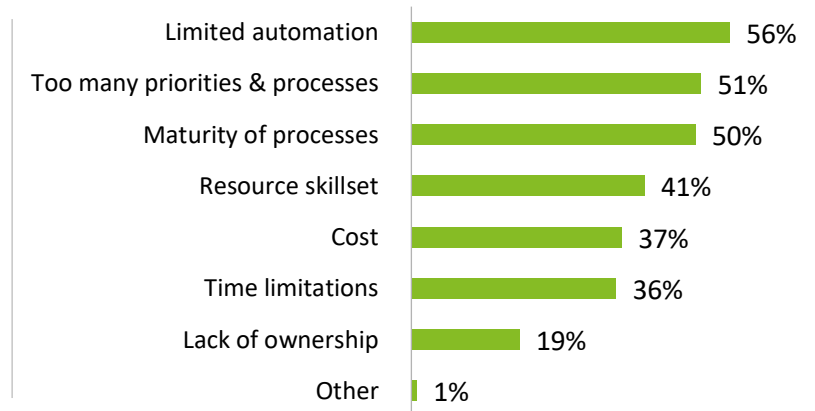 Limited automation 56%
Too many priorities & processes 51%
Maturity of processes 50%
Resource skillset 41%
Cost 37%
Time limitations 36%
Lack of ownership 19%
Other 1%